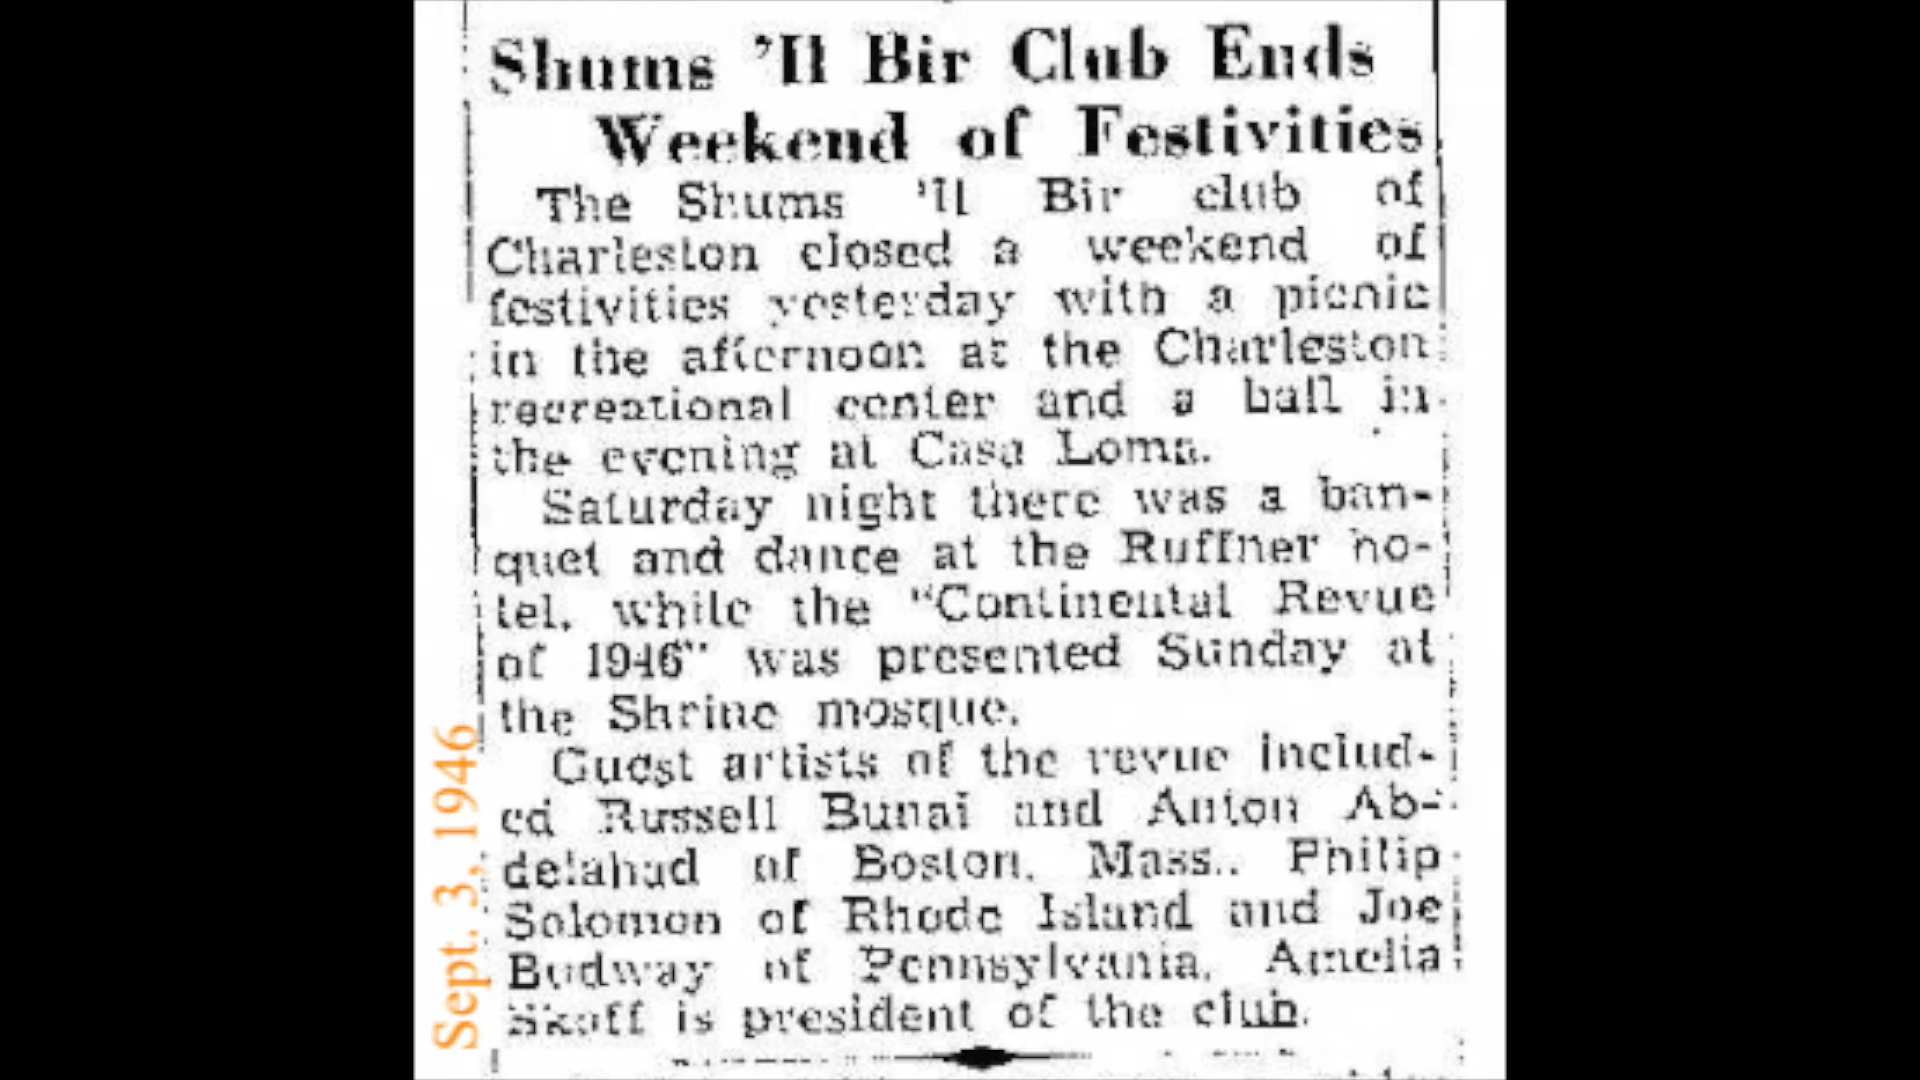 Shums 'Il Bir Club Ends
Weekend of Festivities
The Shums 'Il Bir club of
Charleston closed a weekend of
festivities yesterday with a picnic
in the afternoon at the Charleston
recreational center and a ball in
the evening at Casa Loma.
Saturday night there was a ban-
quet and dance at the Ruffner ho-
tel, while the "Continental Revue
of 1946" was presented Sunday at
the Shrine mosque.
Guest artists of the revue includ-
ed Russell Bunai and Anton Ab-
delahad of Boston, Mass., Philip
Solomon of Rhode Island and Joe
Budway of Pennsylvania. Amelia
Skaff is president of the club.
Sept. 3, 1946